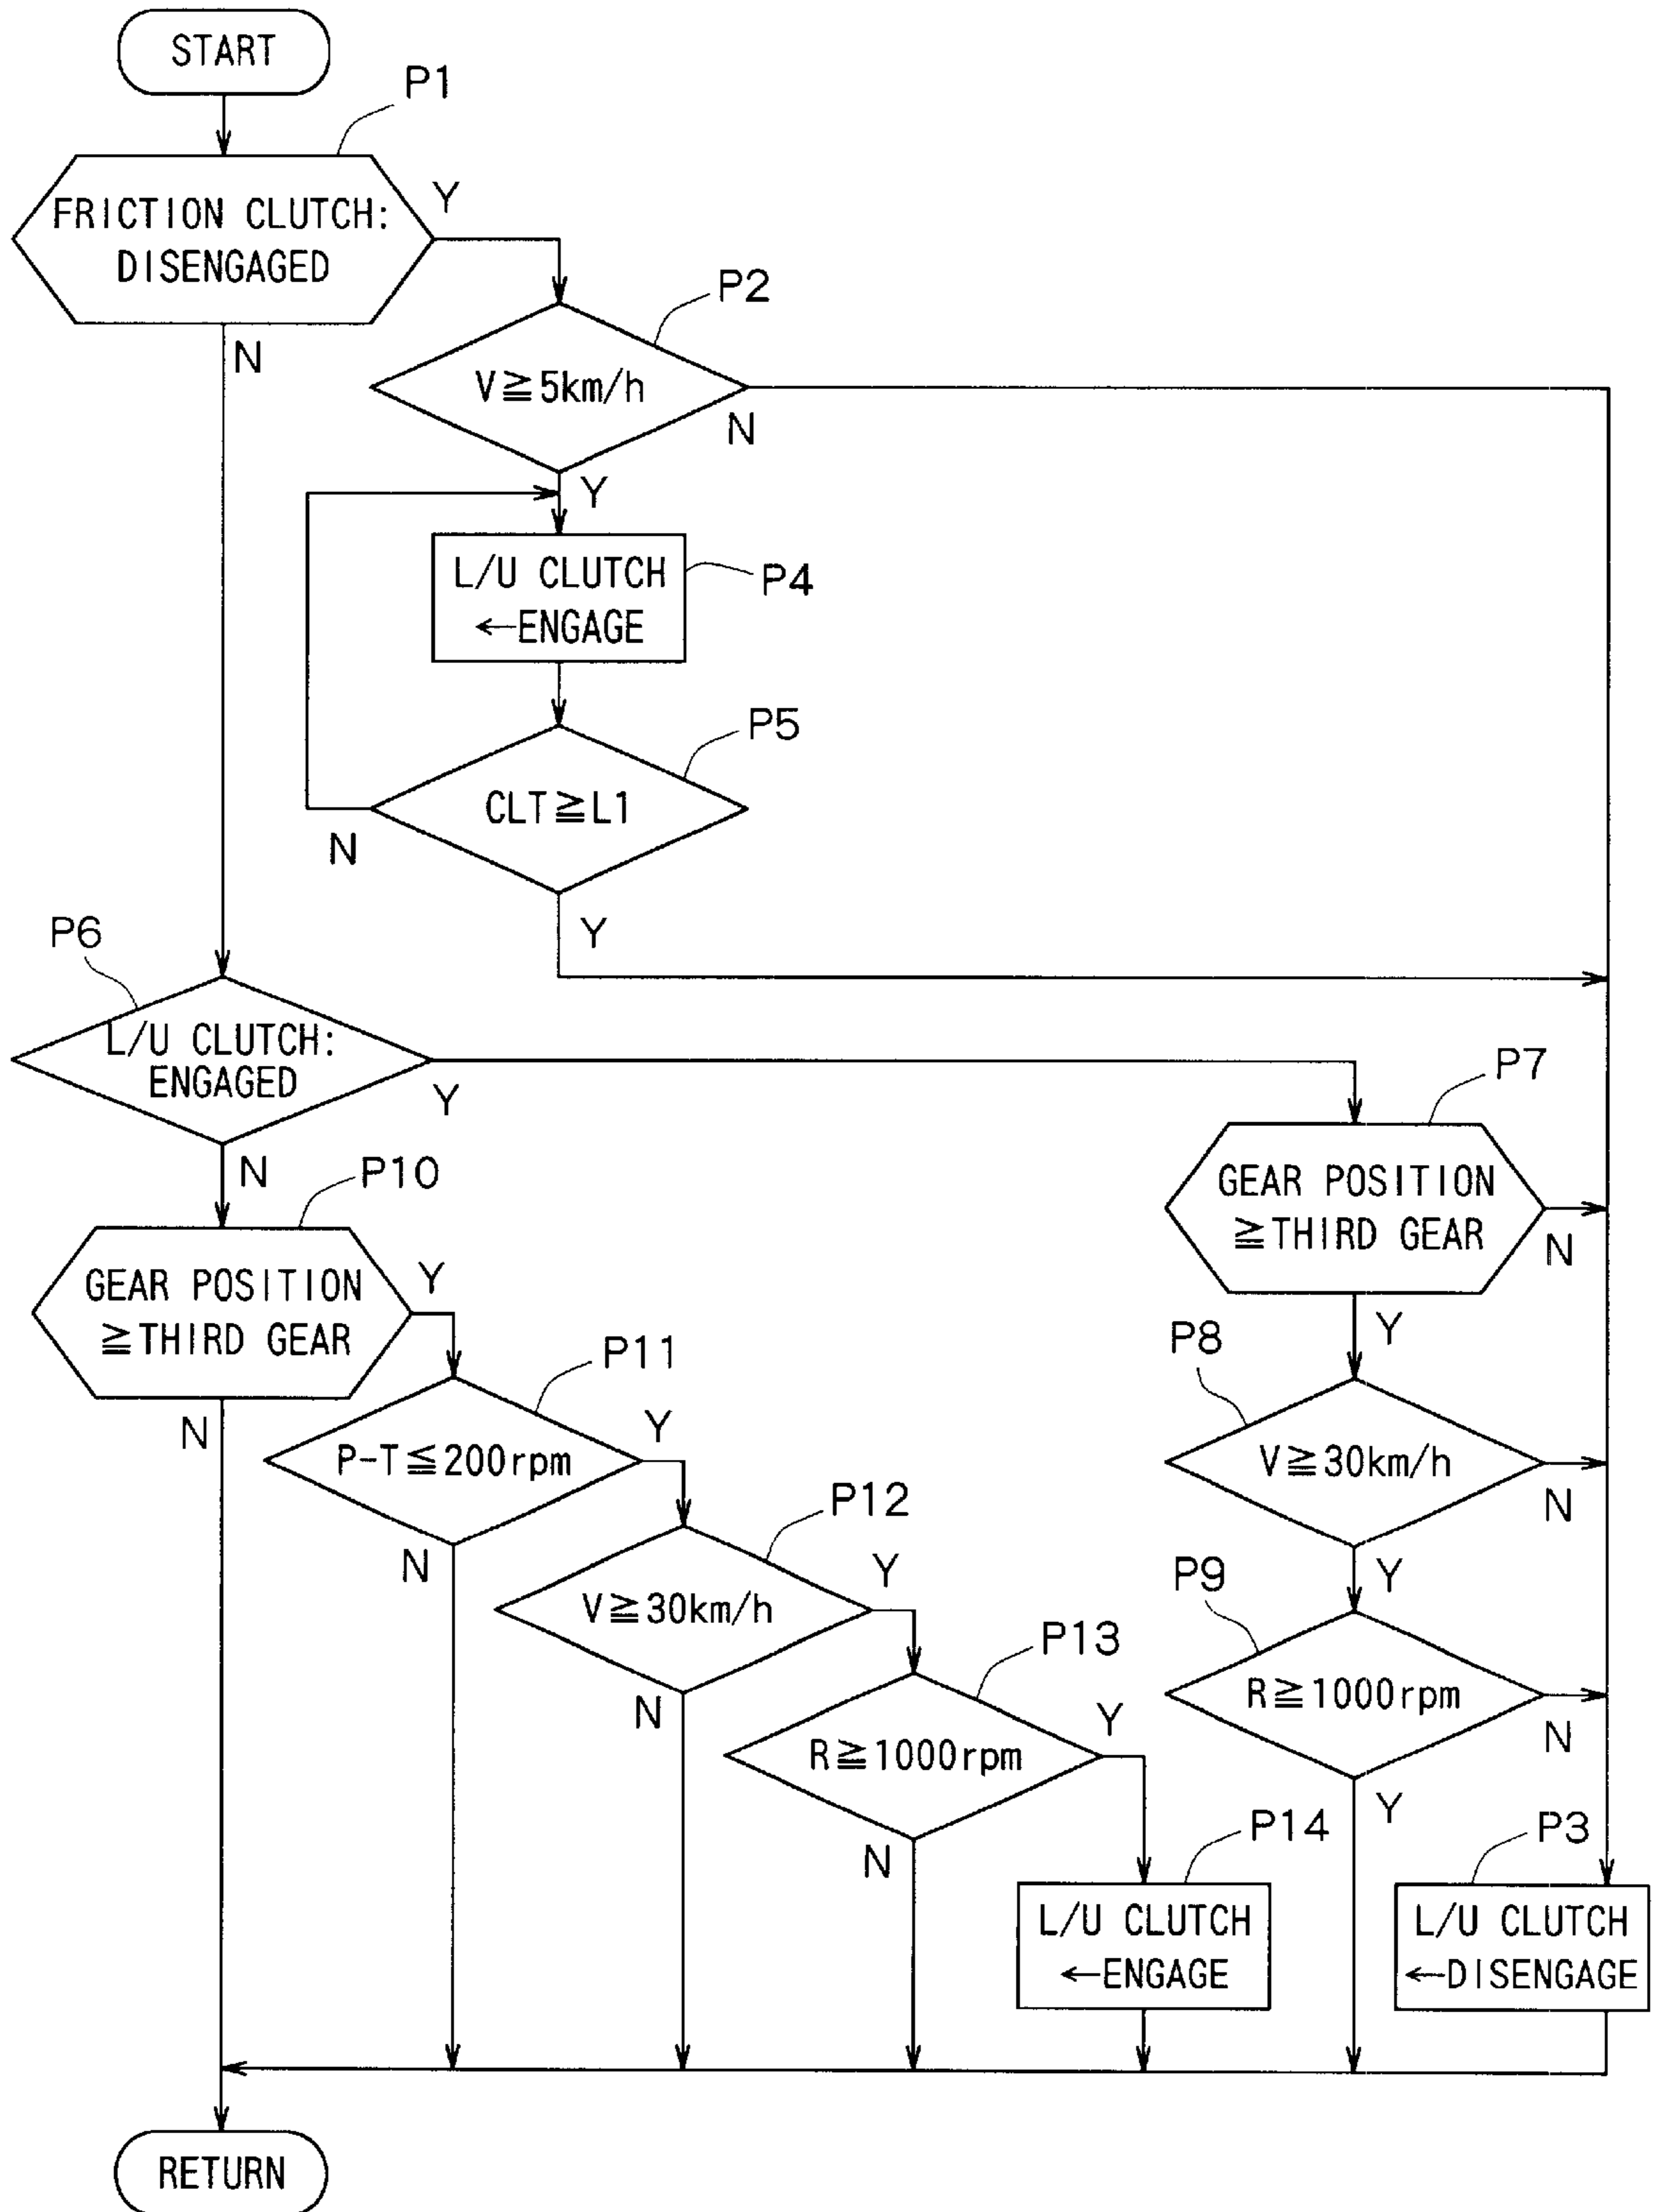 START
P1
FRICTION CLUTCH:
DISENGAGED
Y
N
P2
V≧5km/h
N
Y
L/U CLUTCH
←ENGAGE
P4
P5
CLT≧L1
N
Y
P6
L/U CLUTCH:
ENGAGED
Y
N
P7
GEAR POSITION
≧THIRD GEAR
N
Y
P10
GEAR POSITION
≧THIRD GEAR
Y
N
P11
P-T≦200rpm
Y
N
P8
V≧30km/h
N
Y
P12
V≧30km/h
Y
N
P9
R≧1000rpm
N
Y
P13
R≧1000rpm
Y
N
P14
L/U CLUTCH
←ENGAGE
P3
L/U CLUTCH
←DISENGAGE
RETURN